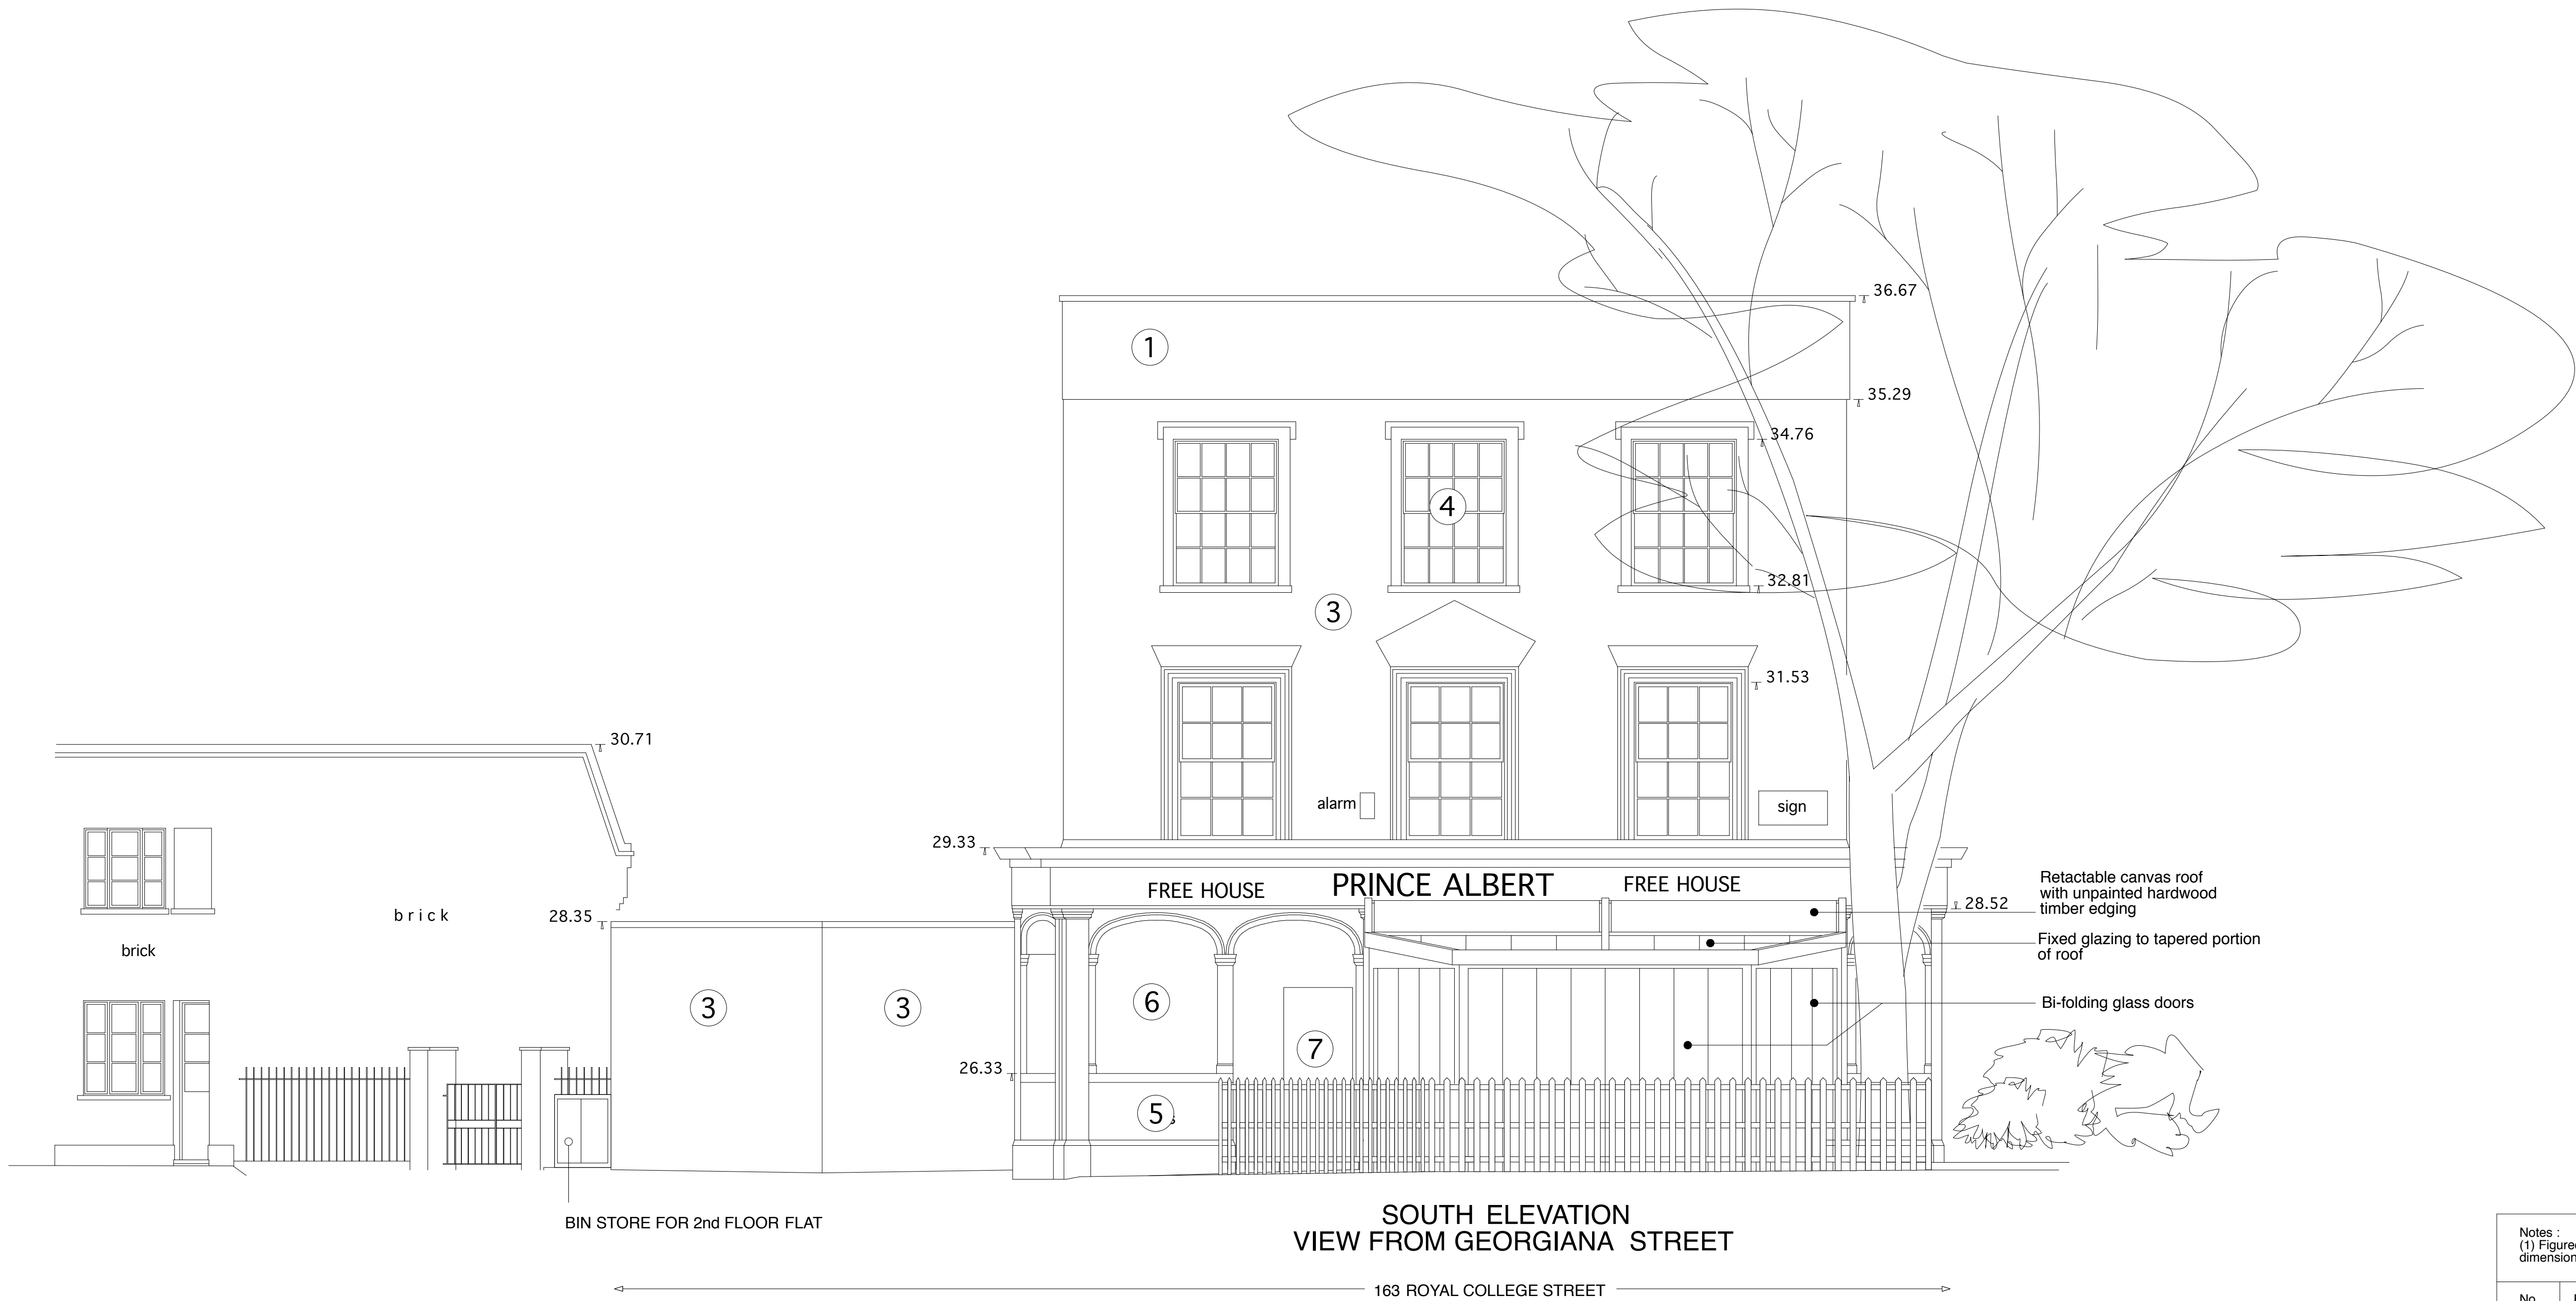 36.67
1
35.29
34.76
4
32.81
3
31.53
30.71
alarm
sign
29.33
FREE HOUSE
PRINCE ALBERT
FREE HOUSE
Retactable canvas roof
with unpainted hardwood
timber edging
28.52
brick
28.35
Fixed glazing to tapered portion
of roof
brick
3
3
6
Bi-folding glass doors
7
26.33
5
BIN STORE FOR 2nd FLOOR FLAT
SOUTH ELEVATION
VIEW FROM GEORGIANA STREET
163 ROYAL COLLEGE STREET
Notes :
(1) Figured
dimension
No